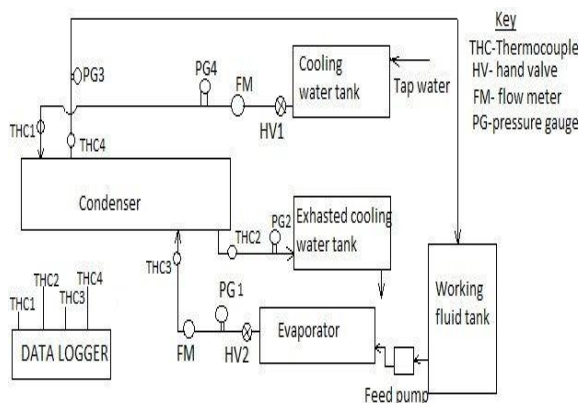 Key
THC-Thermocouple
HV- hand valve
FM- flow meter
PG-pressure gauge
PG3
PG4
FM
Cooling
water tank
Tap water
HV1
THC1
THC4
Condenser
THC2
PG2
Exhasted cooling
water tank
THC3
PG 1
FM
HV2
Evaporator
Feed pump
Working
fluid tank
THC1
THC2
THC3
THC4
DATA LOGGER